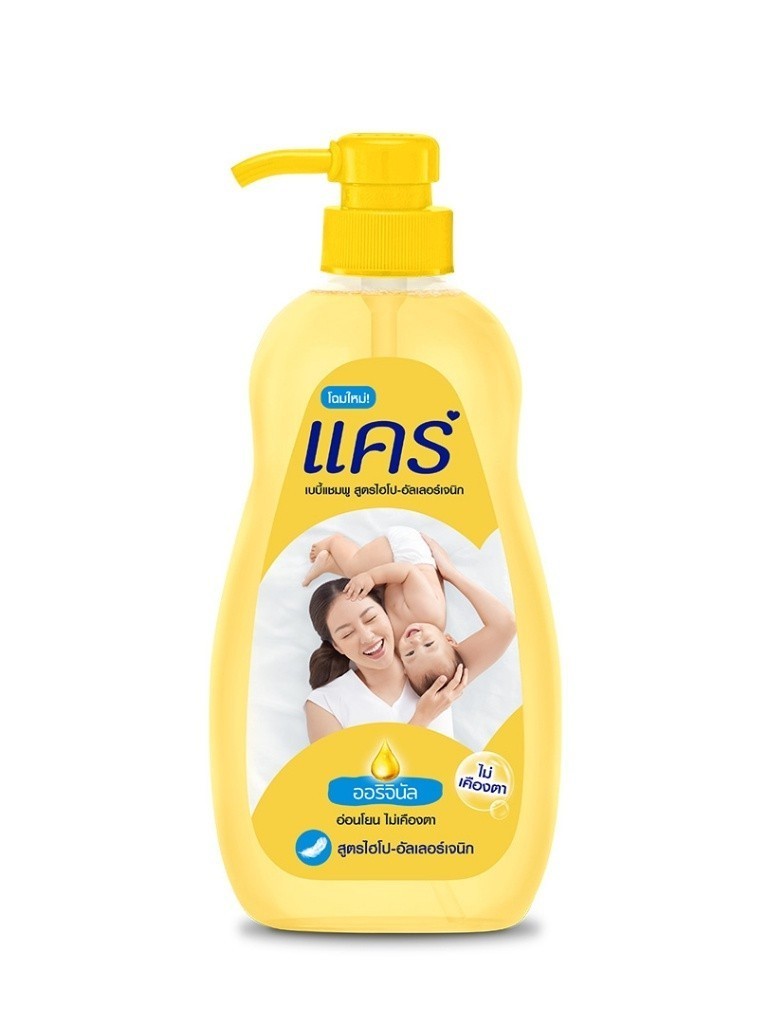 โฉมใหม่!
แคร์
เบบี้แชมพู สูตรไฮโป-อัลเลอร์เจนิก
ออริจินัล
ไม่
เคืองตา
อ่อนโยน ไม่เคืองตา
สูตรไฮโป-อัลเลอร์เจนิก